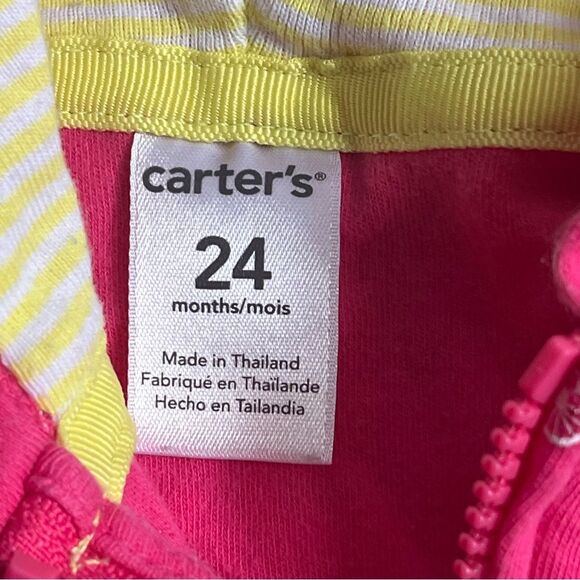 carter's®
24
months/mois
Made in Thailand
Fabriqué en Thaïlande
Hecho en Tailandia